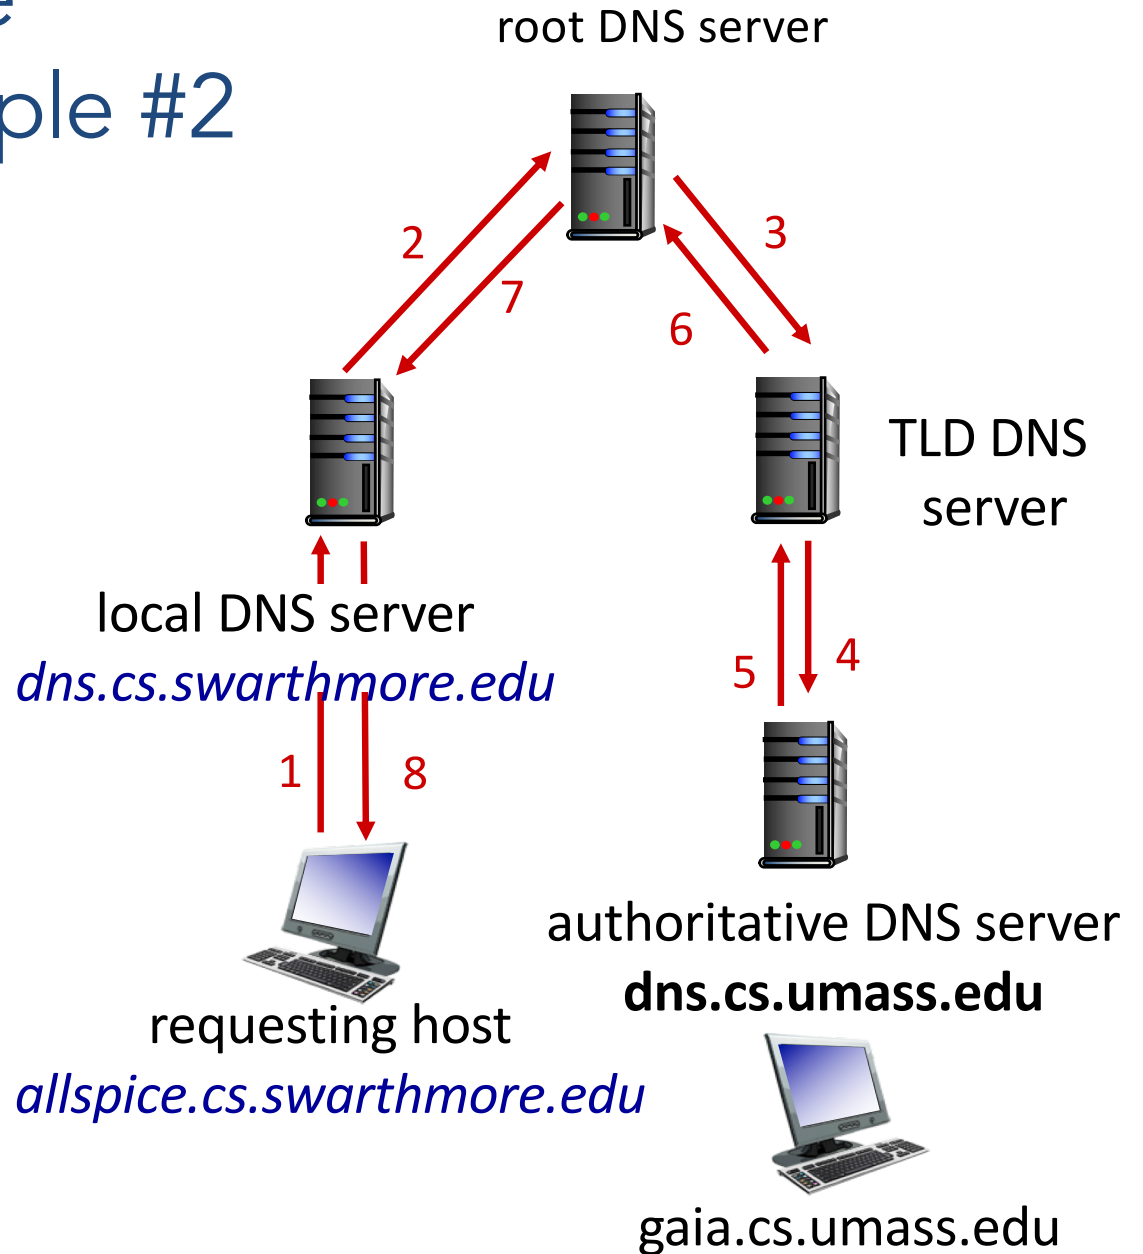 ple #2
root DNS server
2
7
3
6
TLD DNS
server
local DNS server
dns.cs.swarthmore.edu
5
4
1
8
authoritative DNS server
dns.cs.umass.edu
requesting host
allspice.cs.swarthmore.edu
gaia.cs.umass.edu